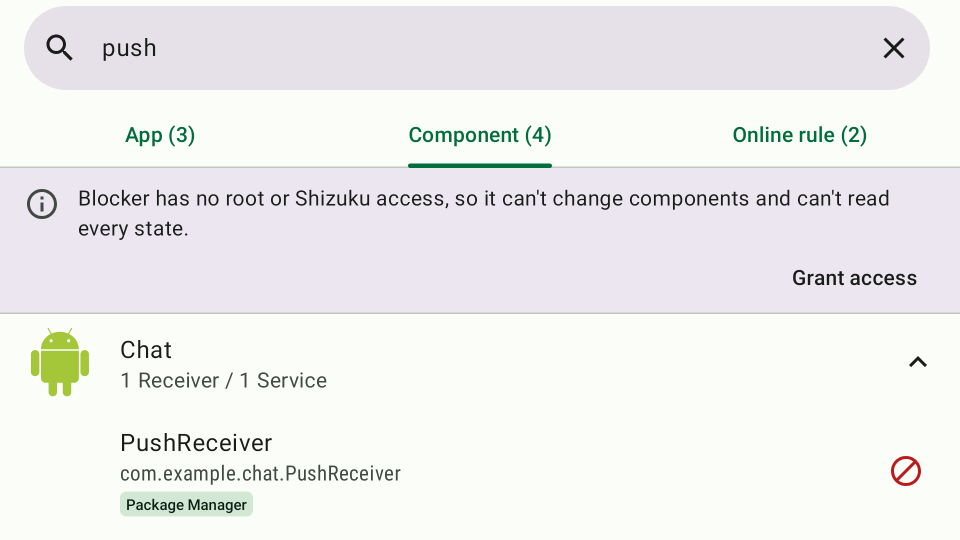 push
App (3)
Component (4)
Online rule (2)
Blocker has no root or Shizuku access, so it can't change components and can't read
every state.
Grant access
Chat
1 Receiver / 1 Service
PushReceiver
com.example.chat.PushReceiver
Package Manager